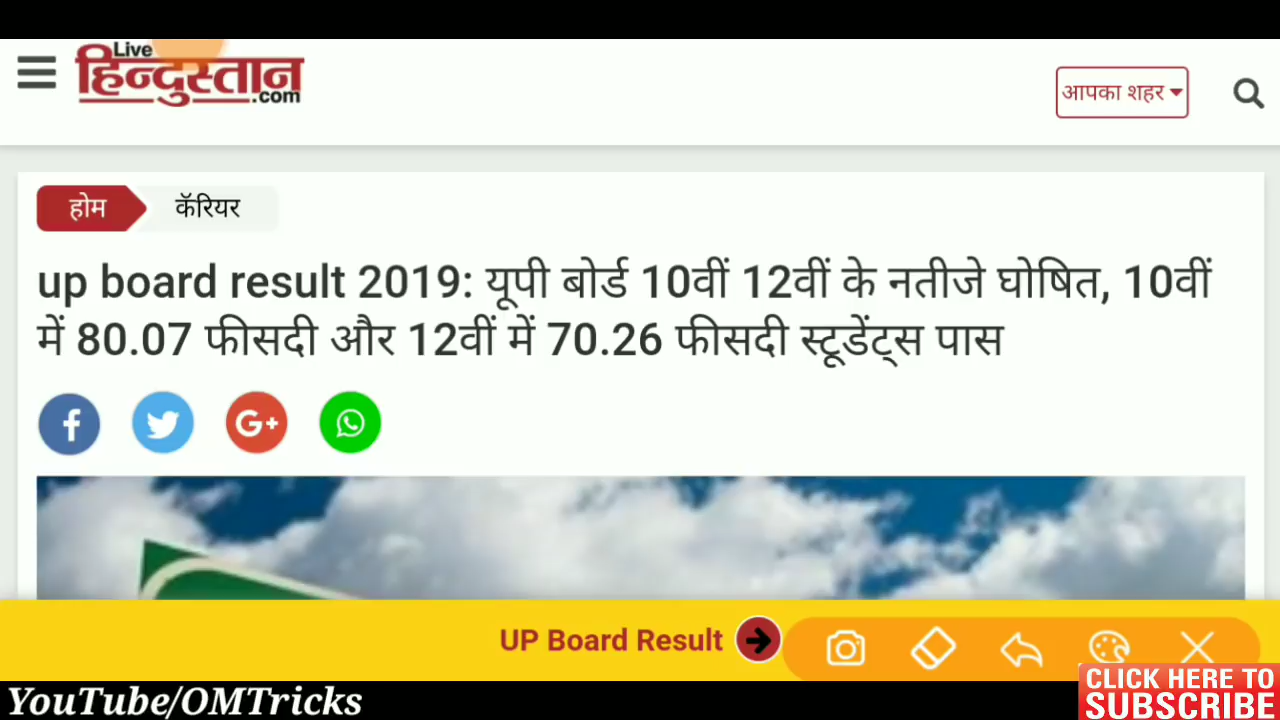 Live
हिन्दुस्तान
.com
आपका शहर
होम
कॅरियर
up board result 2019: यूपी बोर्ड 10वीं 12वीं के नतीजे घोषित, 10वीं
में 80.07 फीसदी और 12वीं में 70.26 फीसदी स्टूडेंट्स पास
G+
UP Board Result
YouTube/OMTricks
CLICK HERE TO
SUBSCRIBE